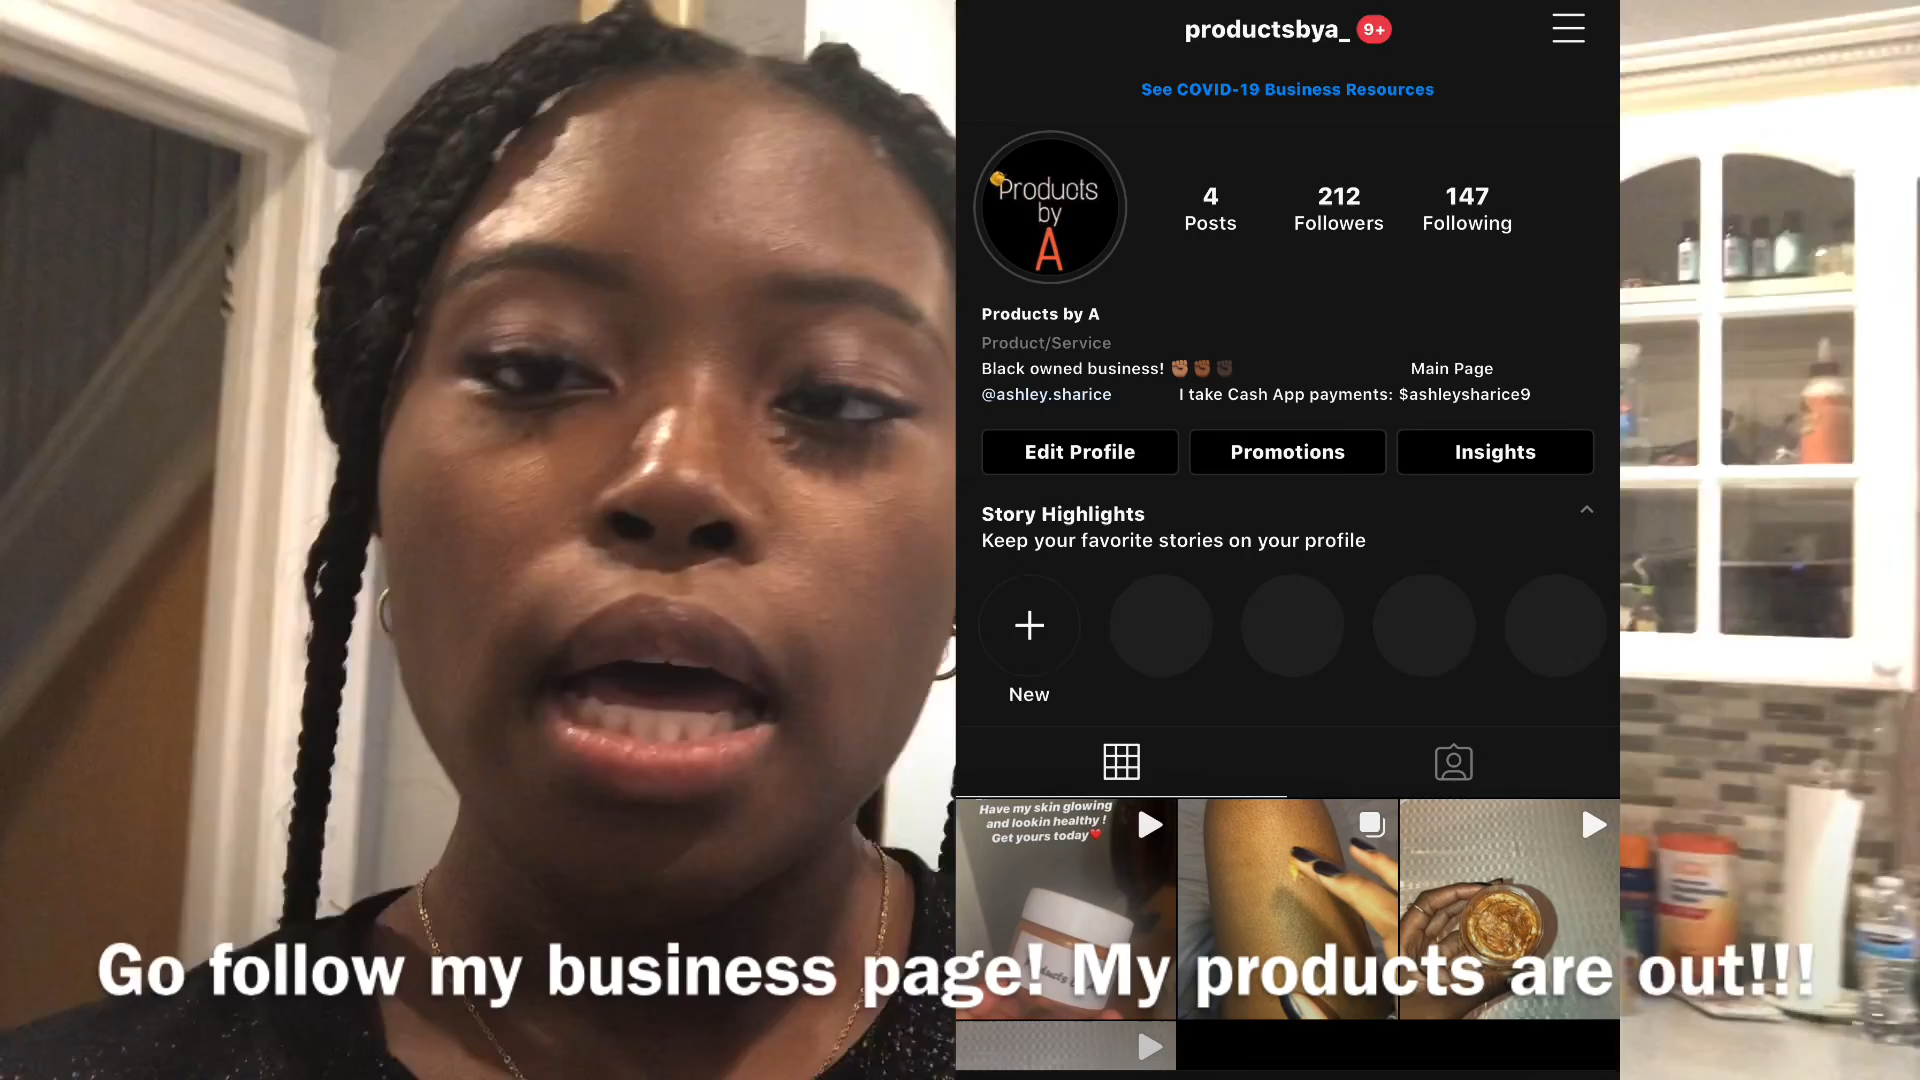 productsbya_ 9+
See COVID-19 Business Resources
Products
by
A
4 212 147
Posts Followers Following
Products by A
Product/Service
Black owned business! ✊🏽✊🏾✊🏿 Main Page
@ashley.sharice I take Cash App payments: $ashleysharice9
Edit Profile Promotions Insights
Story Highlights
Keep your favorite stories on your profile
New
Have my skin glowing
and lookin healthy !
Get yours today❤️
Go follow my business page! My products are out!!!